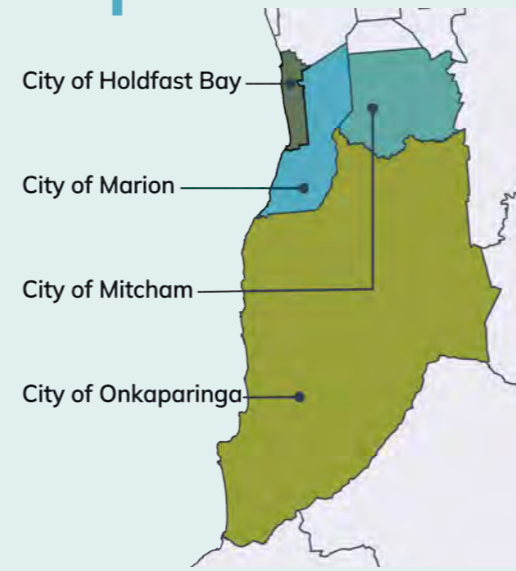 City of Holdfast Bay
City of Marion
City of Mitcham
City of Onkaparinga